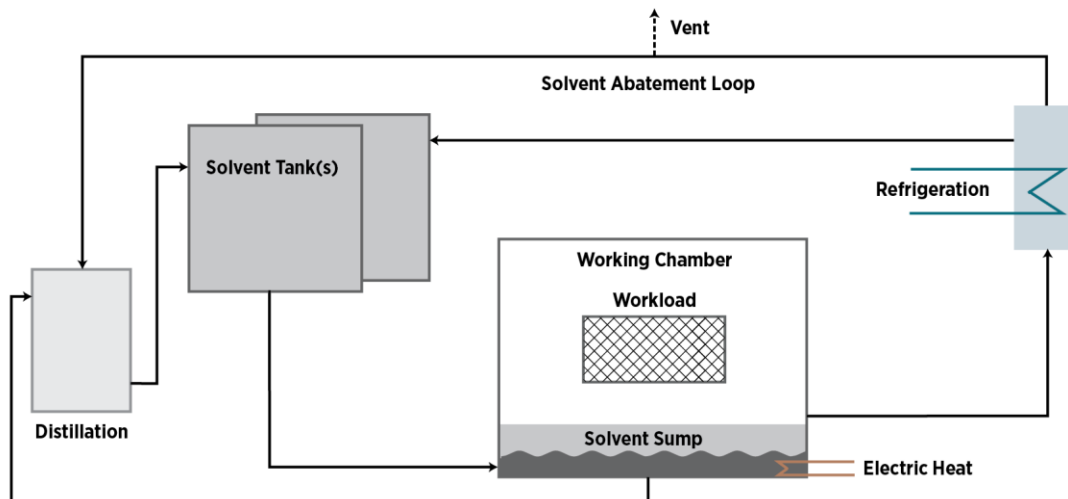 Vent
Solvent Abatement Loop
Solvent Tank(s)
Refrigeration
Working Chamber
Workload
Distillation
Solvent Sump
Electric Heat